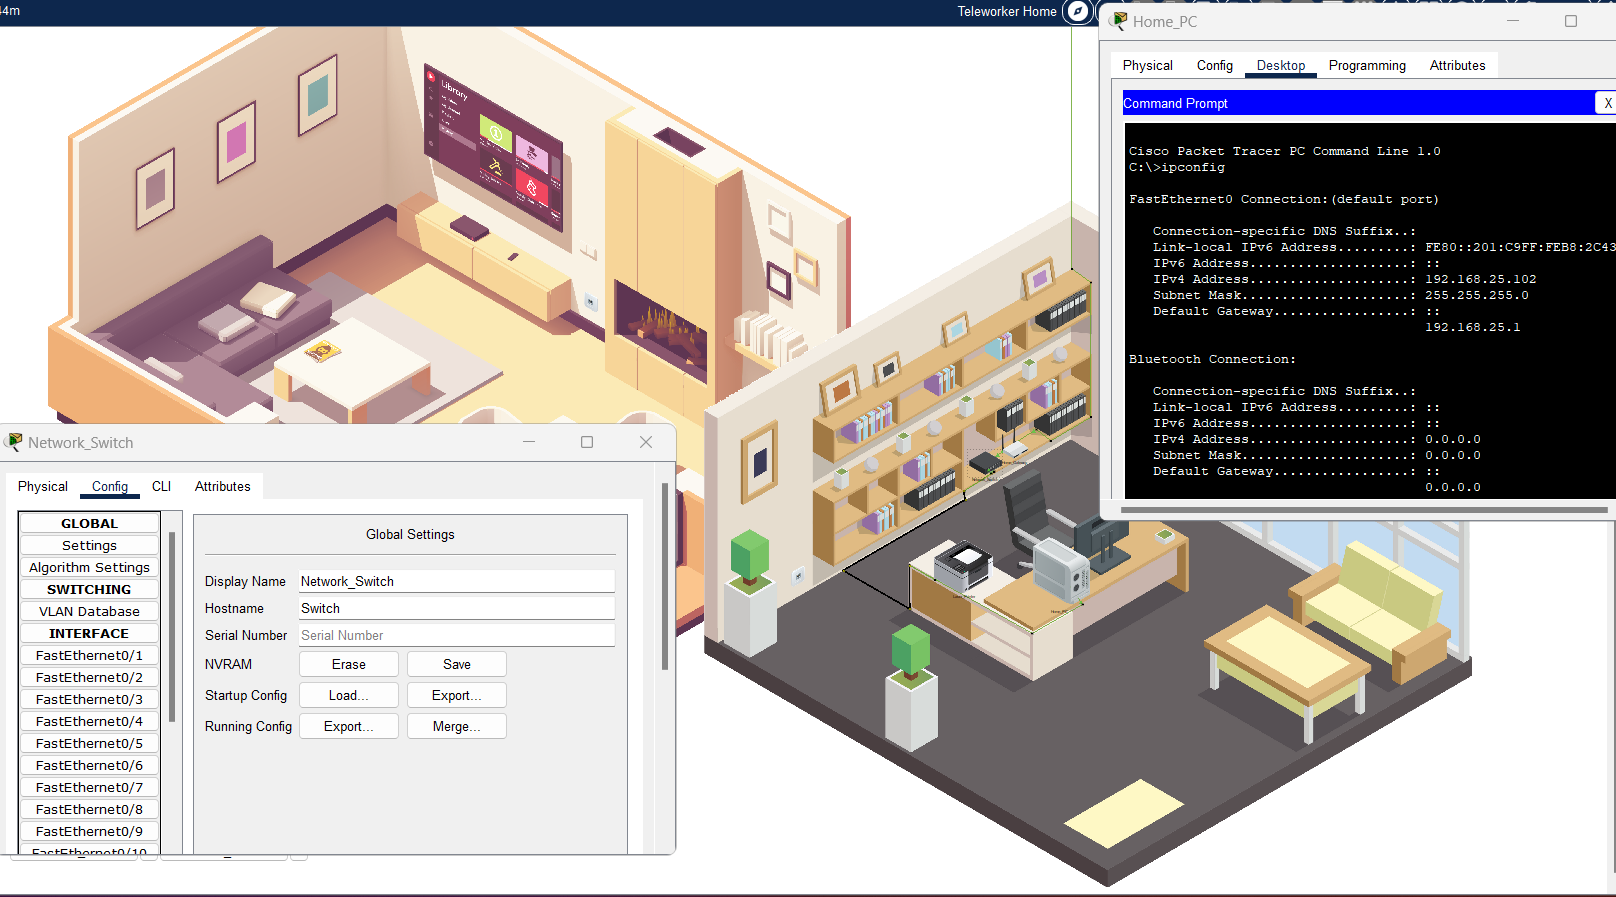 44m
Teleworker Home
Home_PC
Physical Config Desktop Programming Attributes
Command Prompt
X
Cisco Packet Tracer PC Command Line 1.0
C:\>ipconfig
FastEthernet0 Connection:(default port)
Connection-specific DNS Suffix..:
Link-local IPv6 Address.........: FE80::201:C9FF:FEB8:2C43
IPv6 Address....................: ::
IPv4 Address....................: 192.168.25.102
Subnet Mask.....................: 255.255.255.0
Default Gateway.................: ::
192.168.25.1
Bluetooth Connection:
Connection-specific DNS Suffix..:
Link-local IPv6 Address.........: ::
IPv6 Address....................: ::
IPv4 Address....................: 0.0.0.0
Subnet Mask.....................: 0.0.0.0
Default Gateway.................: ::
0.0.0.0
Library
Home_PC
Network_Switch
Physical Config CLI Attributes
GLOBAL
Settings
Algorithm Settings
SWITCHING
VLAN Database
INTERFACE
FastEthernet0/1
FastEthernet0/2
FastEthernet0/3
FastEthernet0/4
FastEthernet0/5
FastEthernet0/6
FastEthernet0/7
FastEthernet0/8
FastEthernet0/9
FastEthernet0/10
Global Settings
Display Name Network_Switch
Hostname Switch
Serial Number Serial Number
NVRAM Erase Save
Startup Config Load... Export...
Running Config Export... Merge...